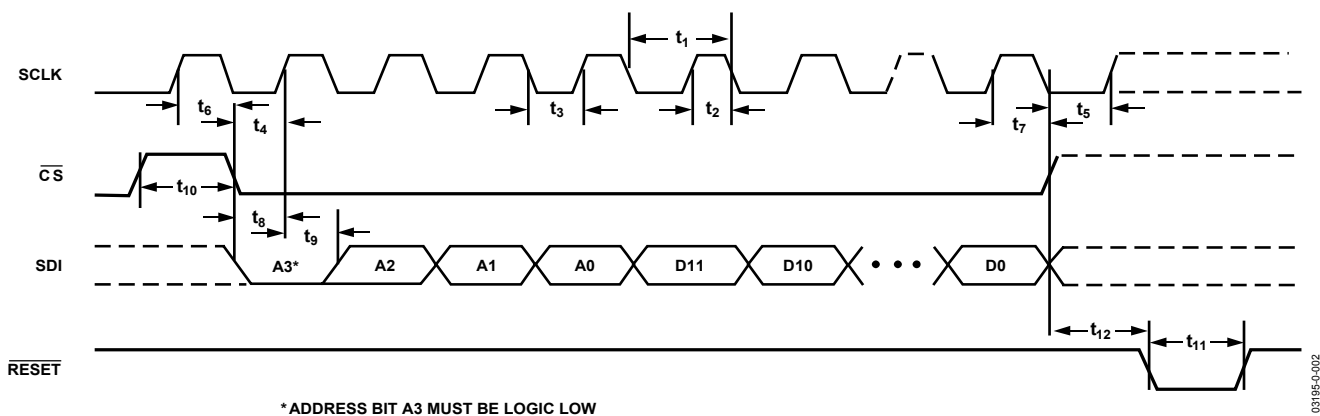 t1
SCLK
t6
t3
t2
t5
t4
t7
CS
t10
t8
t9
SDI
A3*
A2
A1
A0
D11
D10
• • •
D0
t12
t11
RESET
*ADDRESS BIT A3 MUST BE LOGIC LOW
03195-0-002